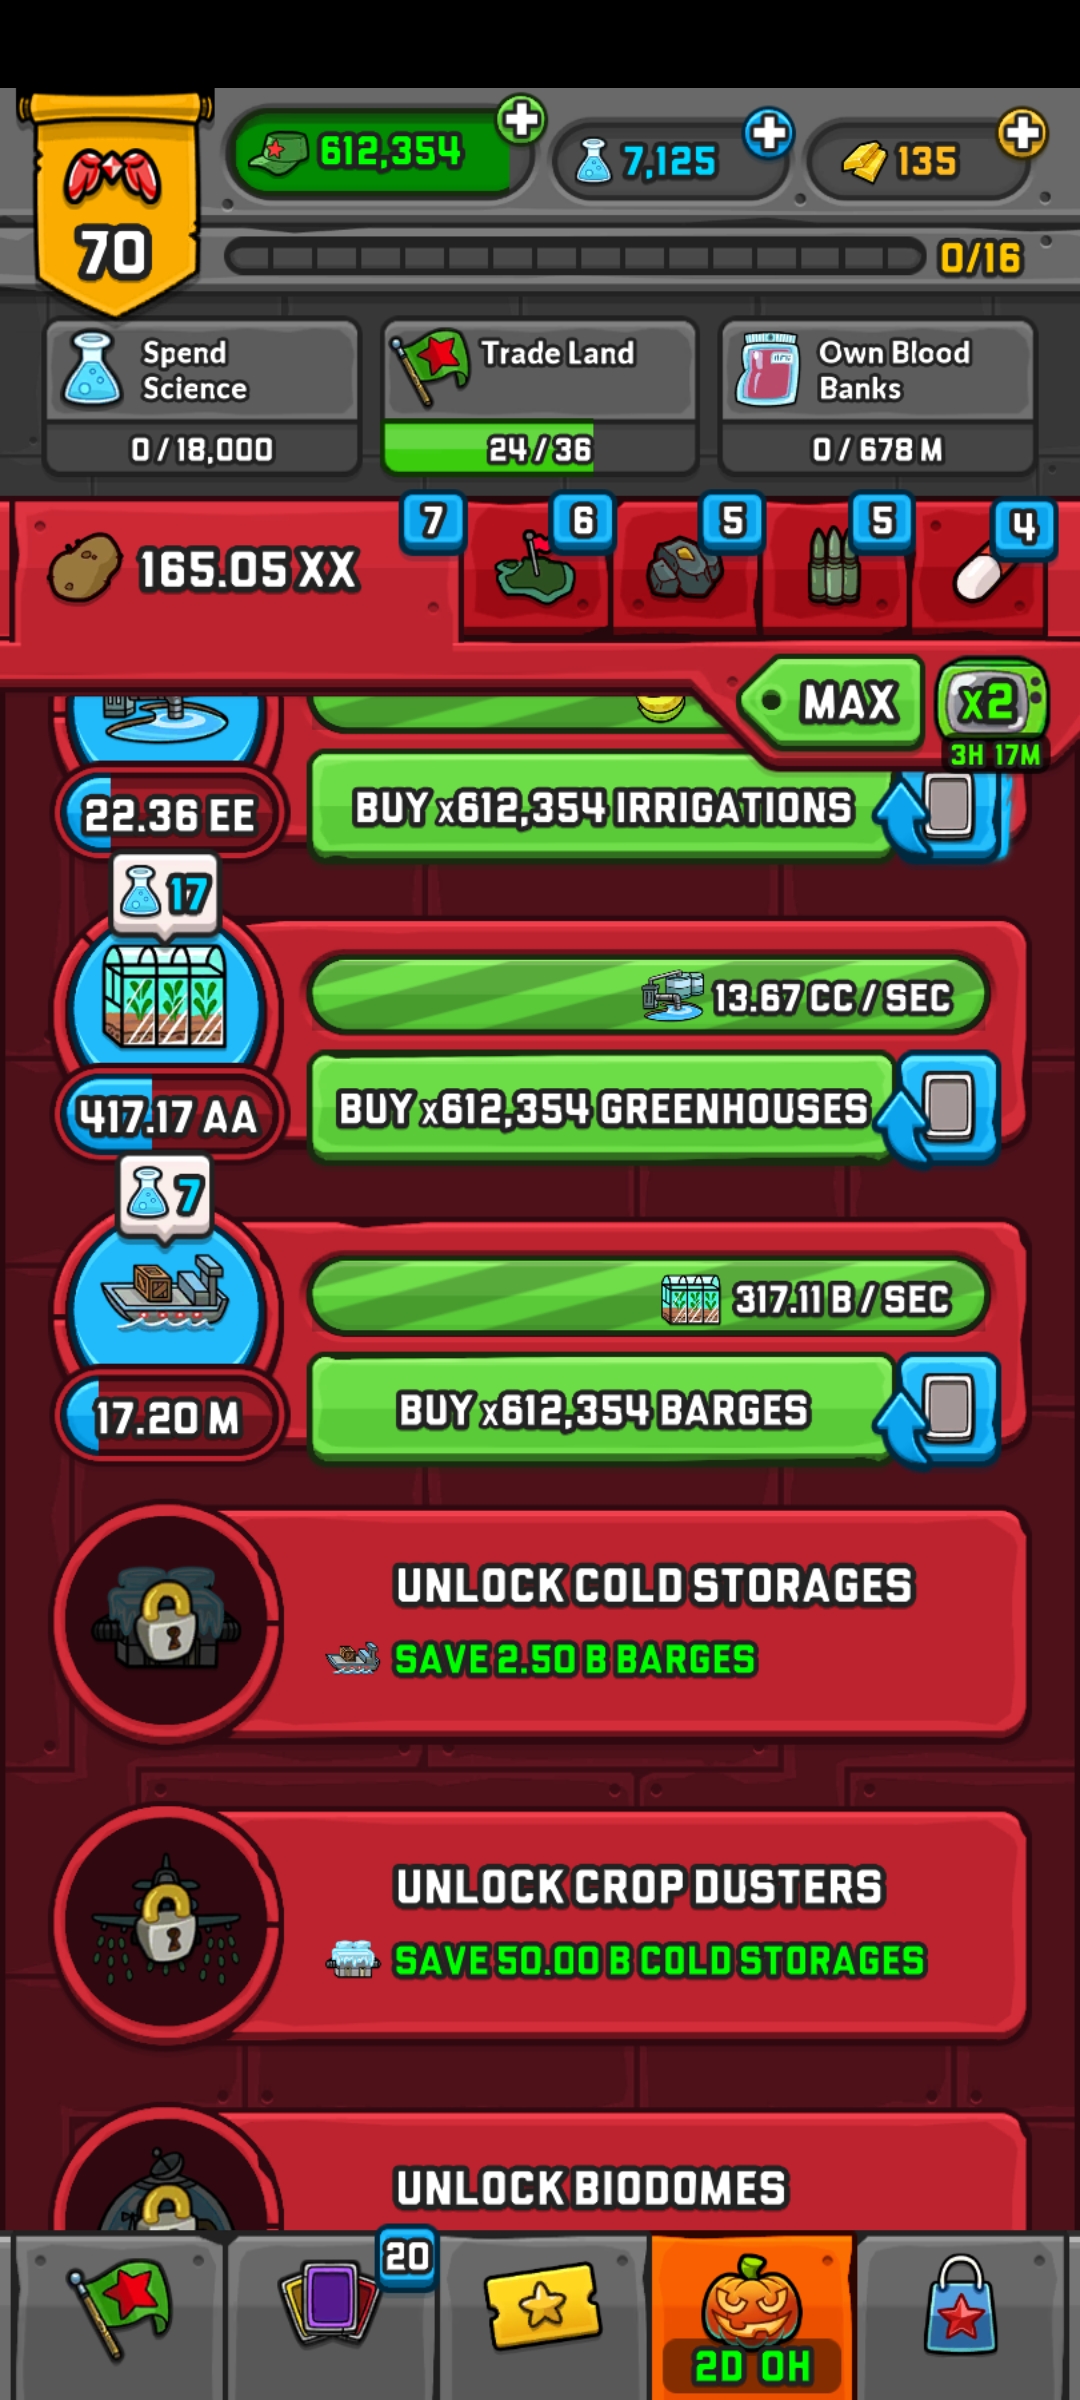 70
612,354
7,125
135
0/16
Spend
Science
0 / 18,000
Trade Land
24 / 36
Own Blood
Banks
0 / 678 M
165.05 XX
7
6
5
5
4
MAX
x2
3H 17M
22.36 EE
BUY x612,354 IRRIGATIONS
17
13.67 CC / SEC
417.17 AA
BUY x612,354 GREENHOUSES
7
317.11 B / SEC
17.20 M
BUY x612,354 BARGES
UNLOCK COLD STORAGES
SAVE 2.50 B BARGES
UNLOCK CROP DUSTERS
SAVE 50.00 B COLD STORAGES
UNLOCK BIODOMES
20
2D 0H